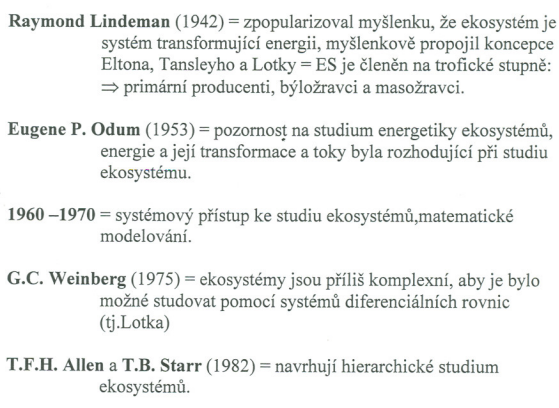 Raymond Lindeman (1942) = zpopularizoval myšlenku, že ekosystém je
systém transformující energii, myšlenkově propojil koncepce
Eltona, Tansleyho a Lotky = ES je členěn na trofické stupně:
⇒ primární producenti, býložravci a masožravci.
Eugene P. Odum (1953) = pozornost na studium energetiky ekosystémů,
energie a její transformace a toky byla rozhodující při studiu
ekosystému.
1960 –1970 = systémový přístup ke studiu ekosystémů,matematické
modelování.
G.C. Weinberg (1975) = ekosystémy jsou příliš komplexní, aby je bylo
možné studovat pomocí systémů diferenciálních rovnic
(tj.Lotka)
T.F.H. Allen a T.B. Starr (1982) = navrhují hierarchické studium
ekosystémů.